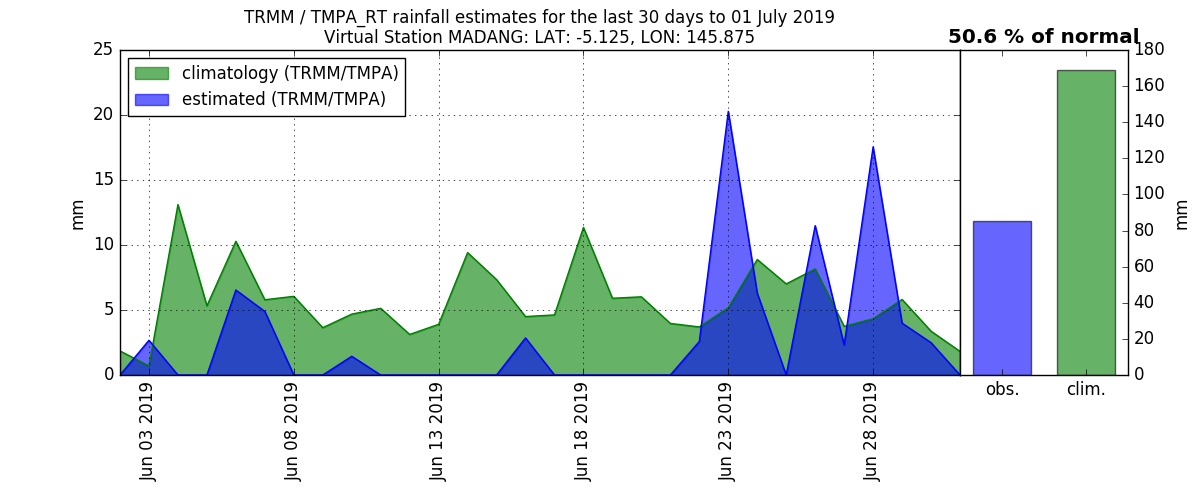 TRMM / TMPA_RT rainfall estimates for the last 30 days to 01 July 2019
Virtual Station MADANG: LAT: -5.125, LON: 145.875
50.6 % of normal
climatology (TRMM/TMPA)
estimated (TRMM/TMPA)
mm
25
20
15
10
5
0
Jun 03 2019
Jun 08 2019
Jun 13 2019
Jun 18 2019
Jun 23 2019
Jun 28 2019
obs.
clim.
180
160
140
120
100
80
60
40
20
0
mm